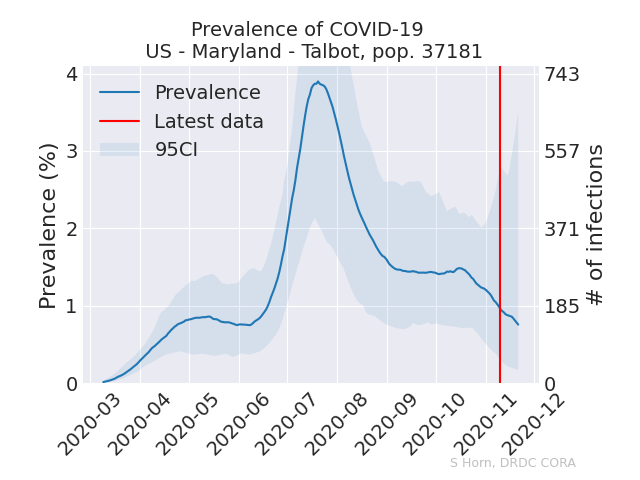 Prevalence of COVID-19
US - Maryland - Talbot, pop. 37181
Prevalence
Latest data
95CI
Prevalence (%)
4
3
2
1
0
743
557
371
185
0
# of infections
2020-03
2020-04
2020-05
2020-06
2020-07
2020-08
2020-09
2020-10
2020-11
2020-12
S Horn, DRDC CORA